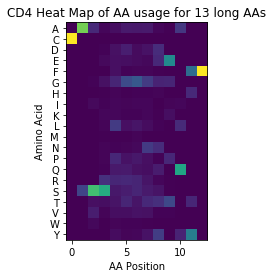 CD4 Heat Map of AA usage for 13 long AAs
Amino Acid
A
C
D
E
F
G
H
I
K
L
M
N
P
Q
R
S
T
V
W
Y
0
5
10
AA Position